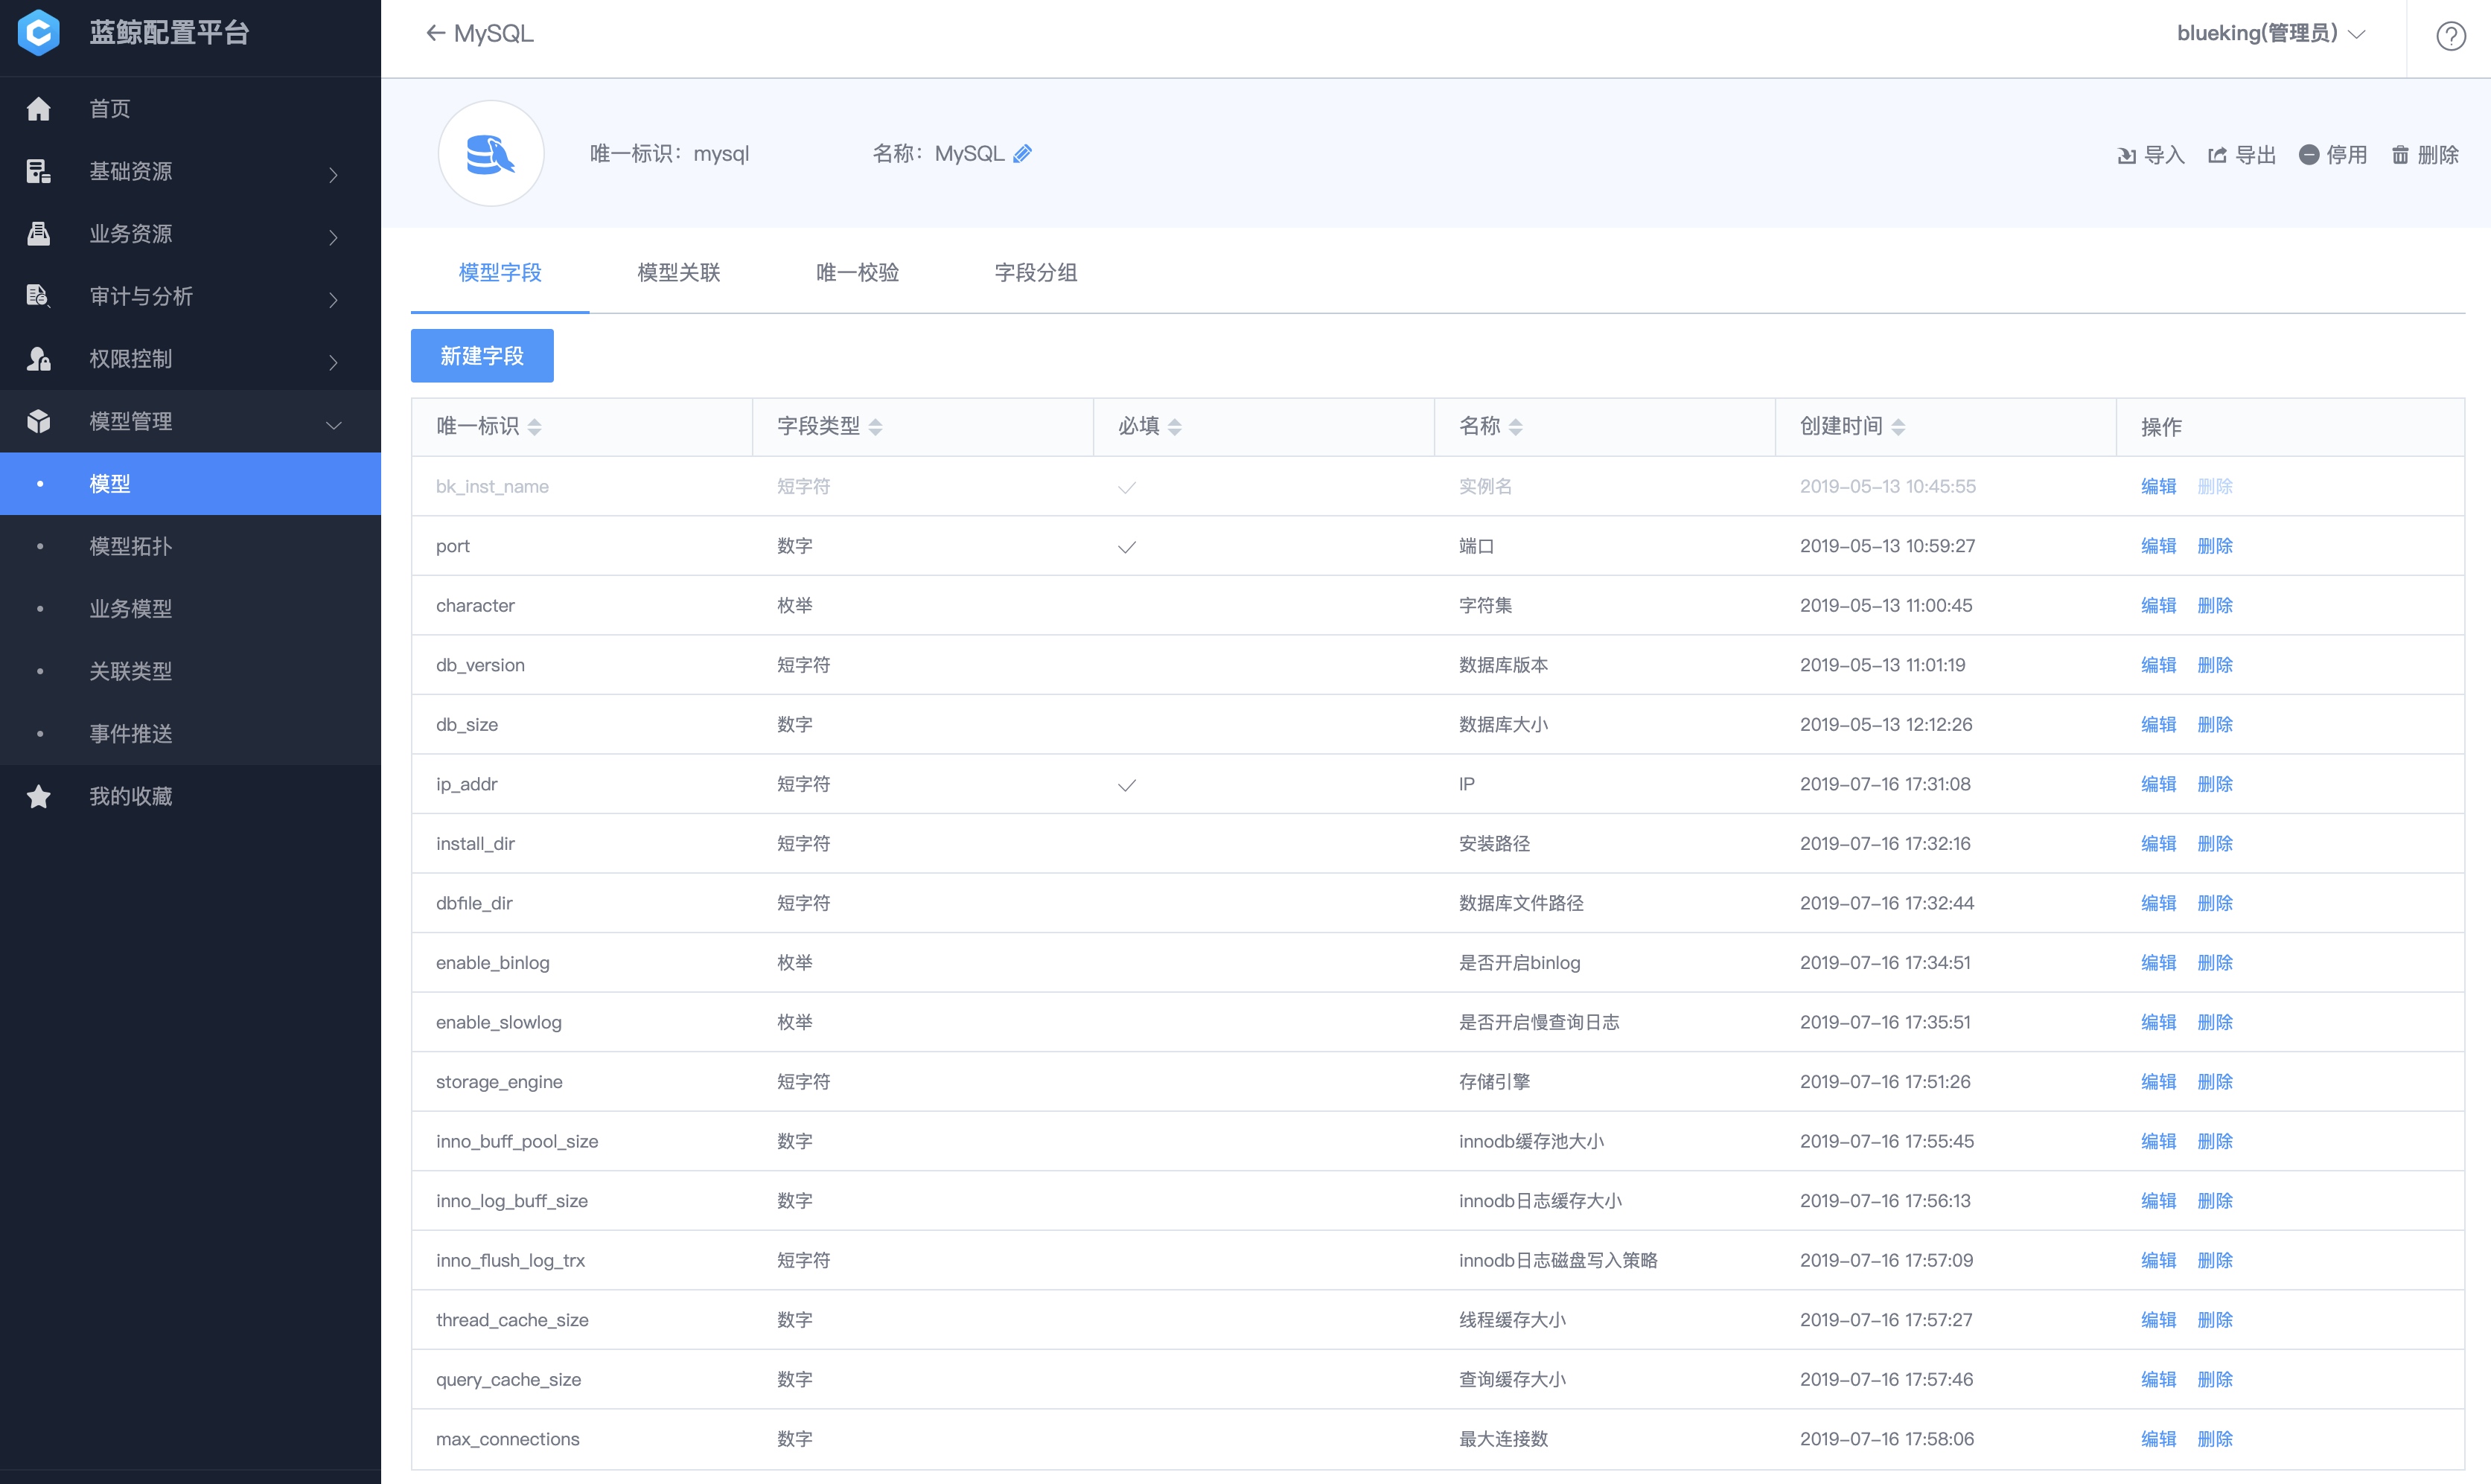 蓝鲸配置平台
首页
基础资源
业务资源
审计与分析
权限控制
模型管理
模型
模型拓扑
业务模型
关联类型
事件推送
我的收藏
MySQL
blueking(管理员)
唯一标识：mysql 名称：MySQL
导入 导出 停用 删除
模型字段 模型关联 唯一校验 字段分组
新建字段
唯一标识 字段类型 必填 名称 创建时间 操作
bk_inst_name 短字符 实例名 2019-05-13 10:45:55 编辑 删除
port 数字 端口 2019-05-13 10:59:27 编辑 删除
character 枚举 字符集 2019-05-13 11:00:45 编辑 删除
db_version 短字符 数据库版本 2019-05-13 11:01:19 编辑 删除
db_size 数字 数据库大小 2019-05-13 12:12:26 编辑 删除
ip_addr 短字符 IP 2019-07-16 17:31:08 编辑 删除
install_dir 短字符 安装路径 2019-07-16 17:32:16 编辑 删除
dbfile_dir 短字符 数据库文件路径 2019-07-16 17:32:44 编辑 删除
enable_binlog 枚举 是否开启binlog 2019-07-16 17:34:51 编辑 删除
enable_slowlog 枚举 是否开启慢查询日志 2019-07-16 17:35:51 编辑 删除
storage_engine 短字符 存储引擎 2019-07-16 17:51:26 编辑 删除
inno_buff_pool_size 数字 innodb缓存池大小 2019-07-16 17:55:45 编辑 删除
inno_log_buff_size 数字 innodb日志缓存大小 2019-07-16 17:56:13 编辑 删除
inno_flush_log_trx 短字符 innodb日志磁盘写入策略 2019-07-16 17:57:09 编辑 删除
thread_cache_size 数字 线程缓存大小 2019-07-16 17:57:27 编辑 删除
query_cache_size 数字 查询缓存大小 2019-07-16 17:57:46 编辑 删除
max_connections 数字 最大连接数 2019-07-16 17:58:06 编辑 删除